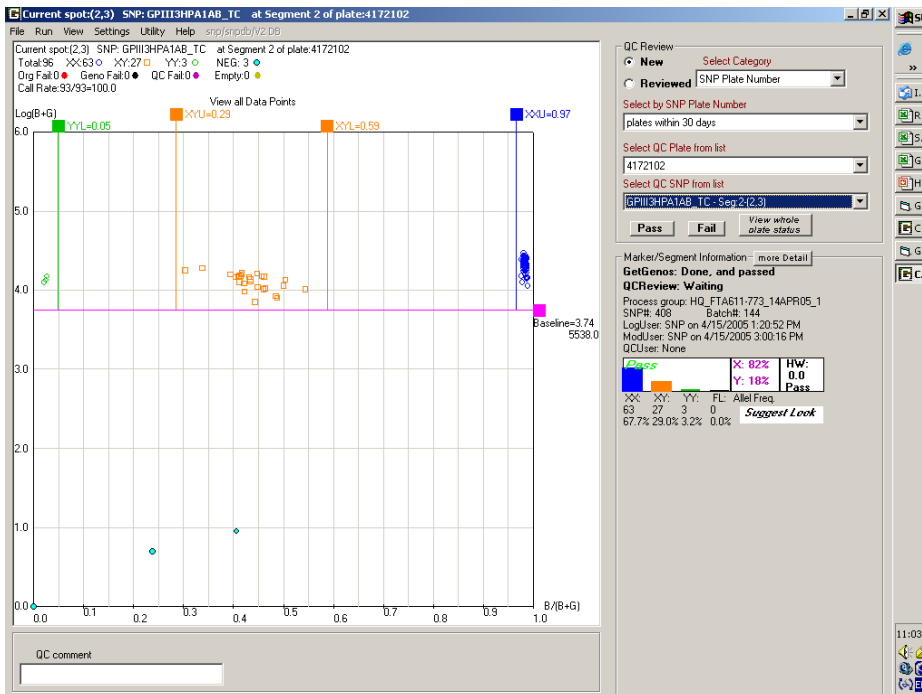 Current spot:(2,3) SNP: GPIII3HPA1AB_TC at Segment 2 of plate:4172102
File Run View Settings Utility Help snp/snpdb/V2 DB
Current spot:(2,3) SNP: GPIII3HPA1AB_TC at Segment 2 of plate:4172102
Total:96 XX:63 XY:27 YY:3 NEG: 3
Org Fail:0 Geno Fail:0 QC Fail:0 Empty:0
Call Rate:93/93=100.0
View all Data Points
Log(B+G)
YYL=0.05 XYU=0.29 XYL=0.59 XXU=0.97
6.0
5.0
4.0
Baseline=3.74
5538.0
3.0
2.0
1.0
0.0
0.0 0.1 0.2 0.3 0.4 0.5 0.6 0.7 0.8 0.9 1.0
B/(B+G)
QC comment
QC Review
New
Select Category
Reviewed
SNP Plate Number
Select by SNP Plate Number
plates within 30 days
Select QC Plate from list
4172102
Select QC SNP from list
GPIII3HPA1AB_TC - Seg:2-(2,3)
Pass Fail View whole
plate status
Marker/Segment Information more Detail
GetGenos: Done, and passed
QCReview: Waiting
Process group: HQ_FTA611-773_14APR05_1
SNP#: 408 Batch#: 144
LogUser: SNP on 4/15/2005 1:20:52 PM
ModUser: SNP on 4/15/2005 3:00:16 PM
QCUser: None
Pass X: 82% HW:
0.0
Y: 18% Pass
XX: XY: YY: FL: Allel Freq.
63 27 3 0 Suggest Look
67.7% 29.0% 3.2% 0.0%
»
11:03